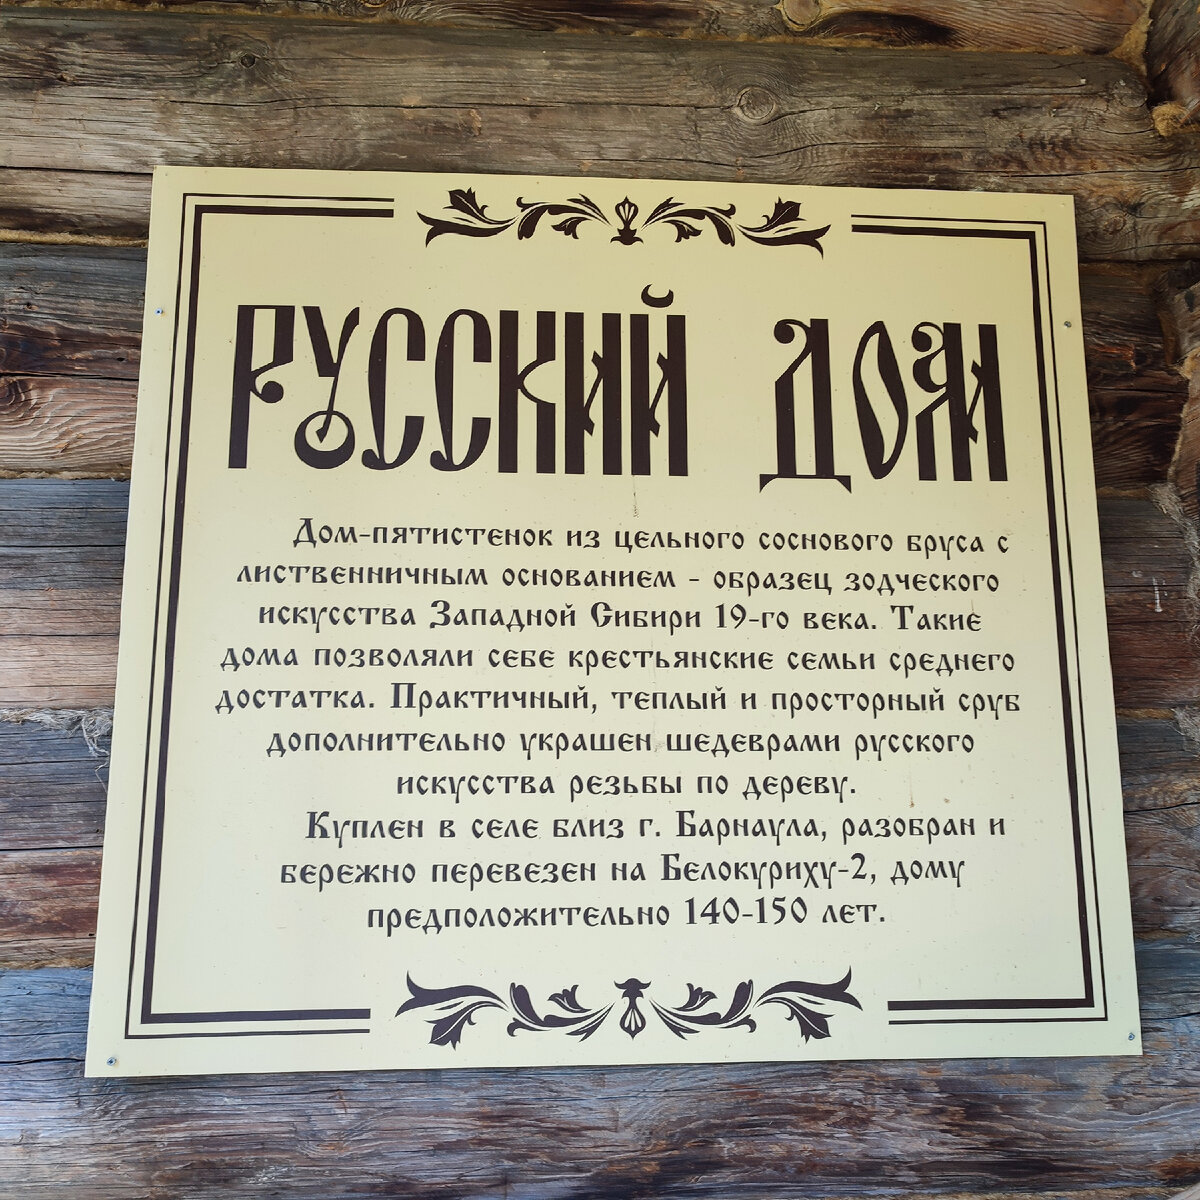 РУССКИЙ ДОМ
Дом-пятистенок из цельного соснового бруса с
лиственничным основанием - образец зодческого
искусства Западной Сибири 19-го века. Такие
дома позволяли себе крестьянские семьи среднего
достатка. Практичный, теплый и просторный сруб
дополнительно украшен шедеврами русского
искусства резьбы по дереву.
Куплен в селе близ г. Барнаула, разобран и
бережно перевезен на Белокуриху-2, дому
предположительно 140-150 лет.